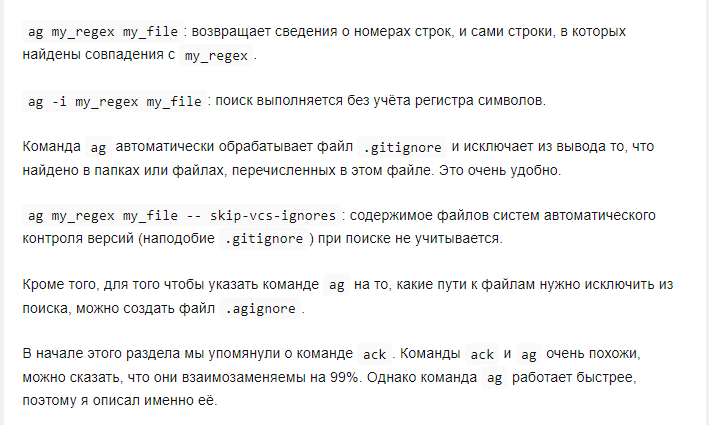 ag my_regex my_file : возвращает сведения о номерах строк, и сами строки, в которых
найдены совпадения с my_regex .
ag -i my_regex my_file : поиск выполняется без учёта регистра символов.
Команда ag автоматически обрабатывает файл .gitignore и исключает из вывода то, что
найдено в папках или файлах, перечисленных в этом файле. Это очень удобно.
ag my_regex my_file -- skip-vcs-ignores : содержимое файлов систем автоматического
контроля версий (наподобие .gitignore ) при поиске не учитывается.
Кроме того, для того чтобы указать команде ag на то, какие пути к файлам нужно исключить из
поиска, можно создать файл .agignore .
В начале этого раздела мы упомянули о команде ack . Команды ack и ag очень похожи,
можно сказать, что они взаимозаменяемы на 99%. Однако команда ag работает быстрее,
поэтому я описал именно её.